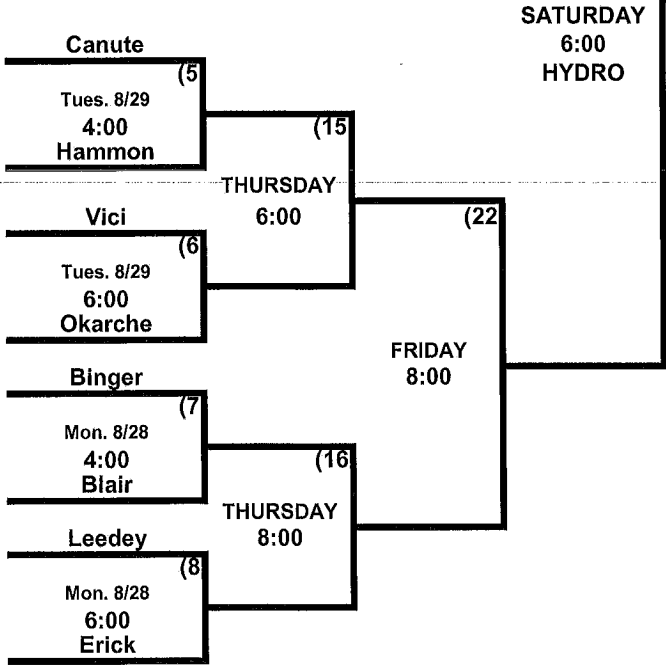 SATURDAY
6:00
HYDRO
Canute
(5
Tues. 8/29
4:00
Hammon
(15
THURSDAY
6:00
Vici
(6
Tues. 8/29
6:00
Okarche
(22
FRIDAY
8:00
Binger
(7
Mon. 8/28
4:00
Blair
(16
THURSDAY
8:00
Leedey
(8
Mon. 8/28
6:00
Erick